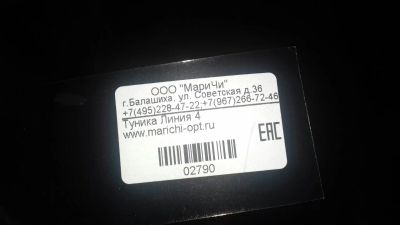 ООО "МариЧи"
г.Балашиха, ул. Советская д.36
+7(495)228-47-22,+7(967)266-72-46
Туника Линия 4
www.marichi-opt.ru
EAC
02790